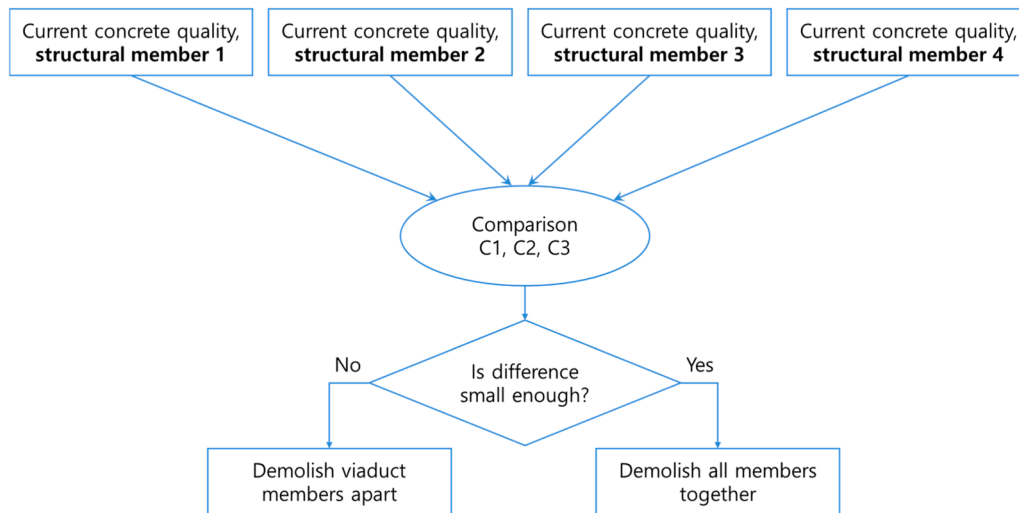 Current concrete quality,
structural member 1
Current concrete quality,
structural member 2
Current concrete quality,
structural member 3
Current concrete quality,
structural member 4
Comparison
C1, C2, C3
No
Is difference
small enough?
Yes
Demolish viaduct
members apart
Demolish all members
together